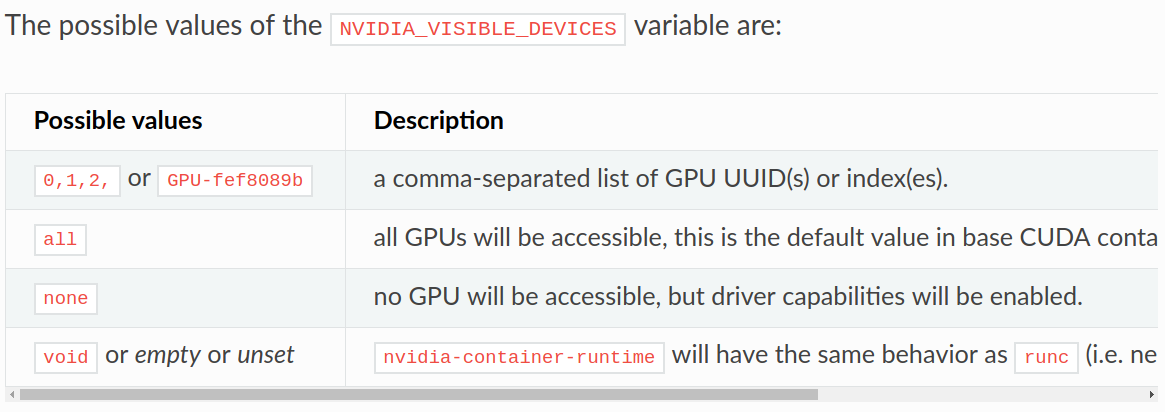 The possible values of the NVIDIA_VISIBLE_DEVICES variable are:
Possible values Description
0,1,2, or GPU-fef8089b a comma-separated list of GPU UUID(s) or index(es).
all all GPUs will be accessible, this is the default value in base CUDA conta
none no GPU will be accessible, but driver capabilities will be enabled.
void or empty or unset nvidia-container-runtime will have the same behavior as runc (i.e. ne